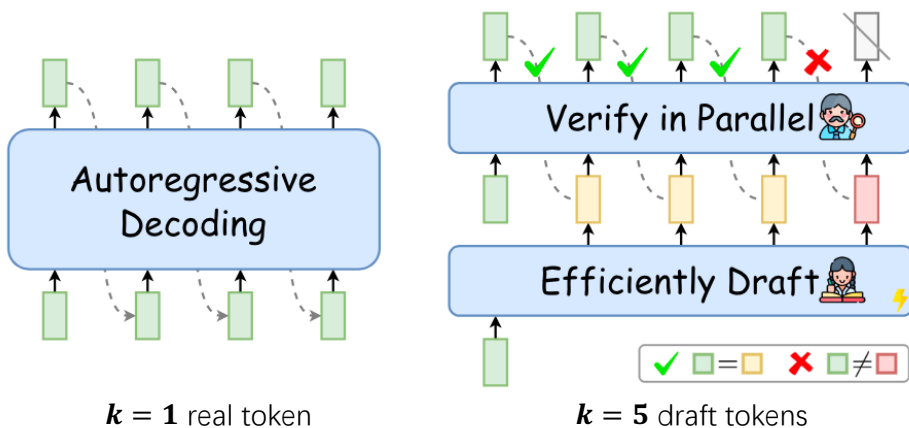 Autoregressive
Decoding
k = 1 real token
Verify in Parallel
Efficiently Draft
=
≠
k = 5 draft tokens